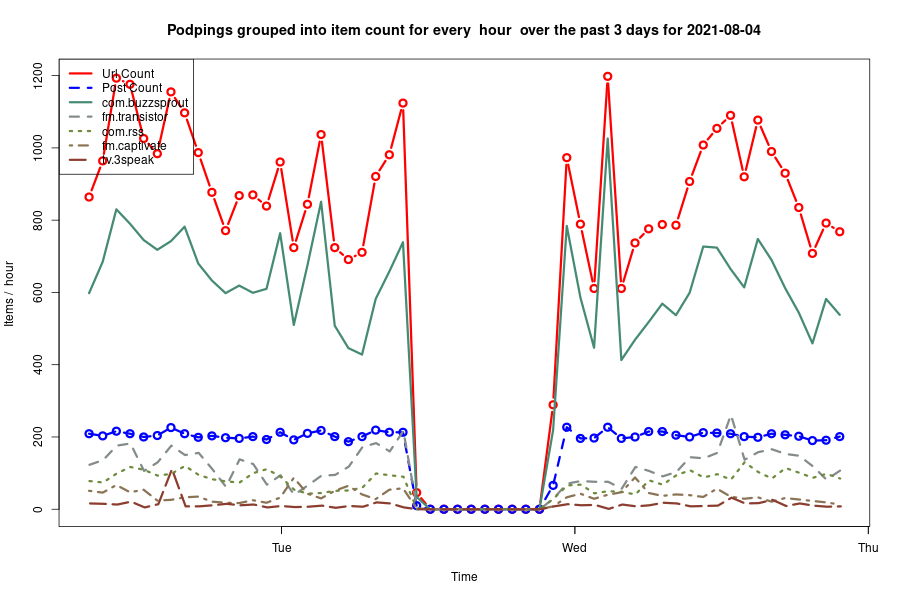 Podpings grouped into item count for every  hour  over the past 3 days for 2021-08-04
Url Count
Post Count
com.buzzsprout
fm.transistor
com.rss
fm.captivate
tv.3speak
Items /  hour
0
200
400
600
800
1000
1200
Tue
Wed
Thu
Time